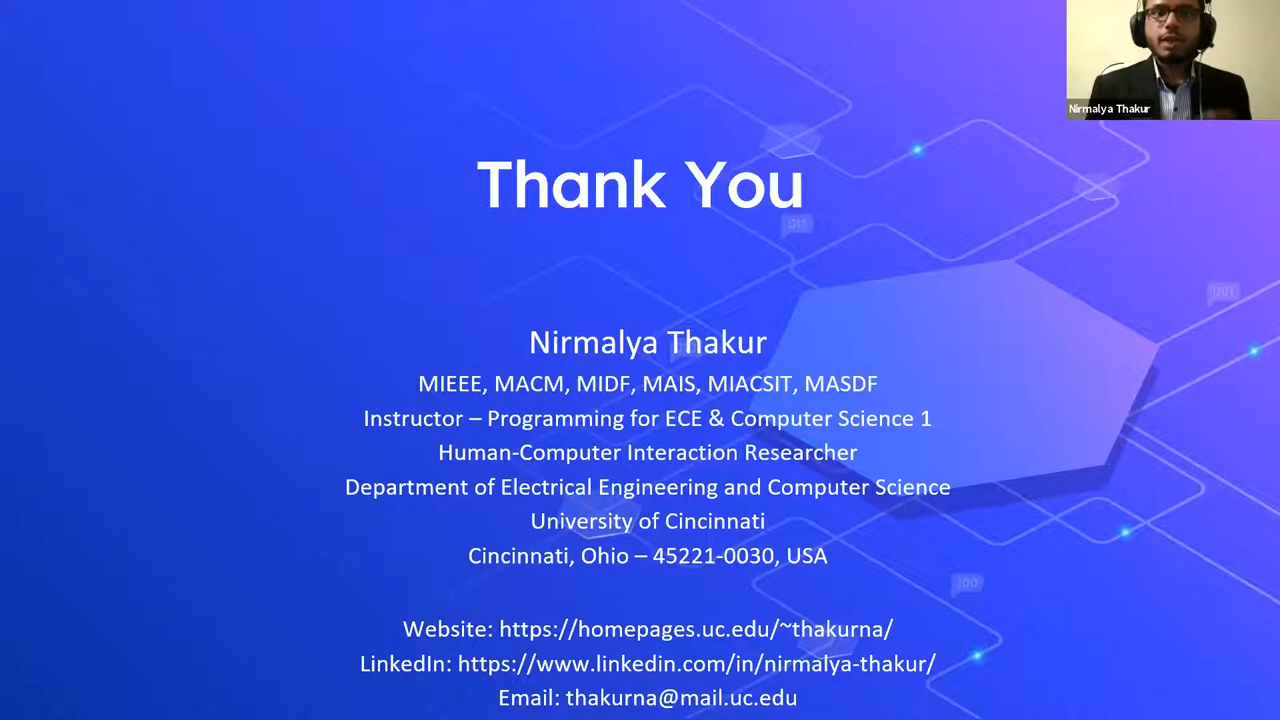 Nirmalya Thakur
Thank You
011
001
Nirmalya Thakur
MIEEE, MACM, MIDF, MAIS, MIACSIT, MASDF
Instructor – Programming for ECE & Computer Science 1
Human-Computer Interaction Researcher
Department of Electrical Engineering and Computer Science
University of Cincinnati
Cincinnati, Ohio – 45221-0030, USA
100
Website: https://homepages.uc.edu/~thakurna/
LinkedIn: https://www.linkedin.com/in/nirmalya-thakur/
Email: thakurna@mail.uc.edu